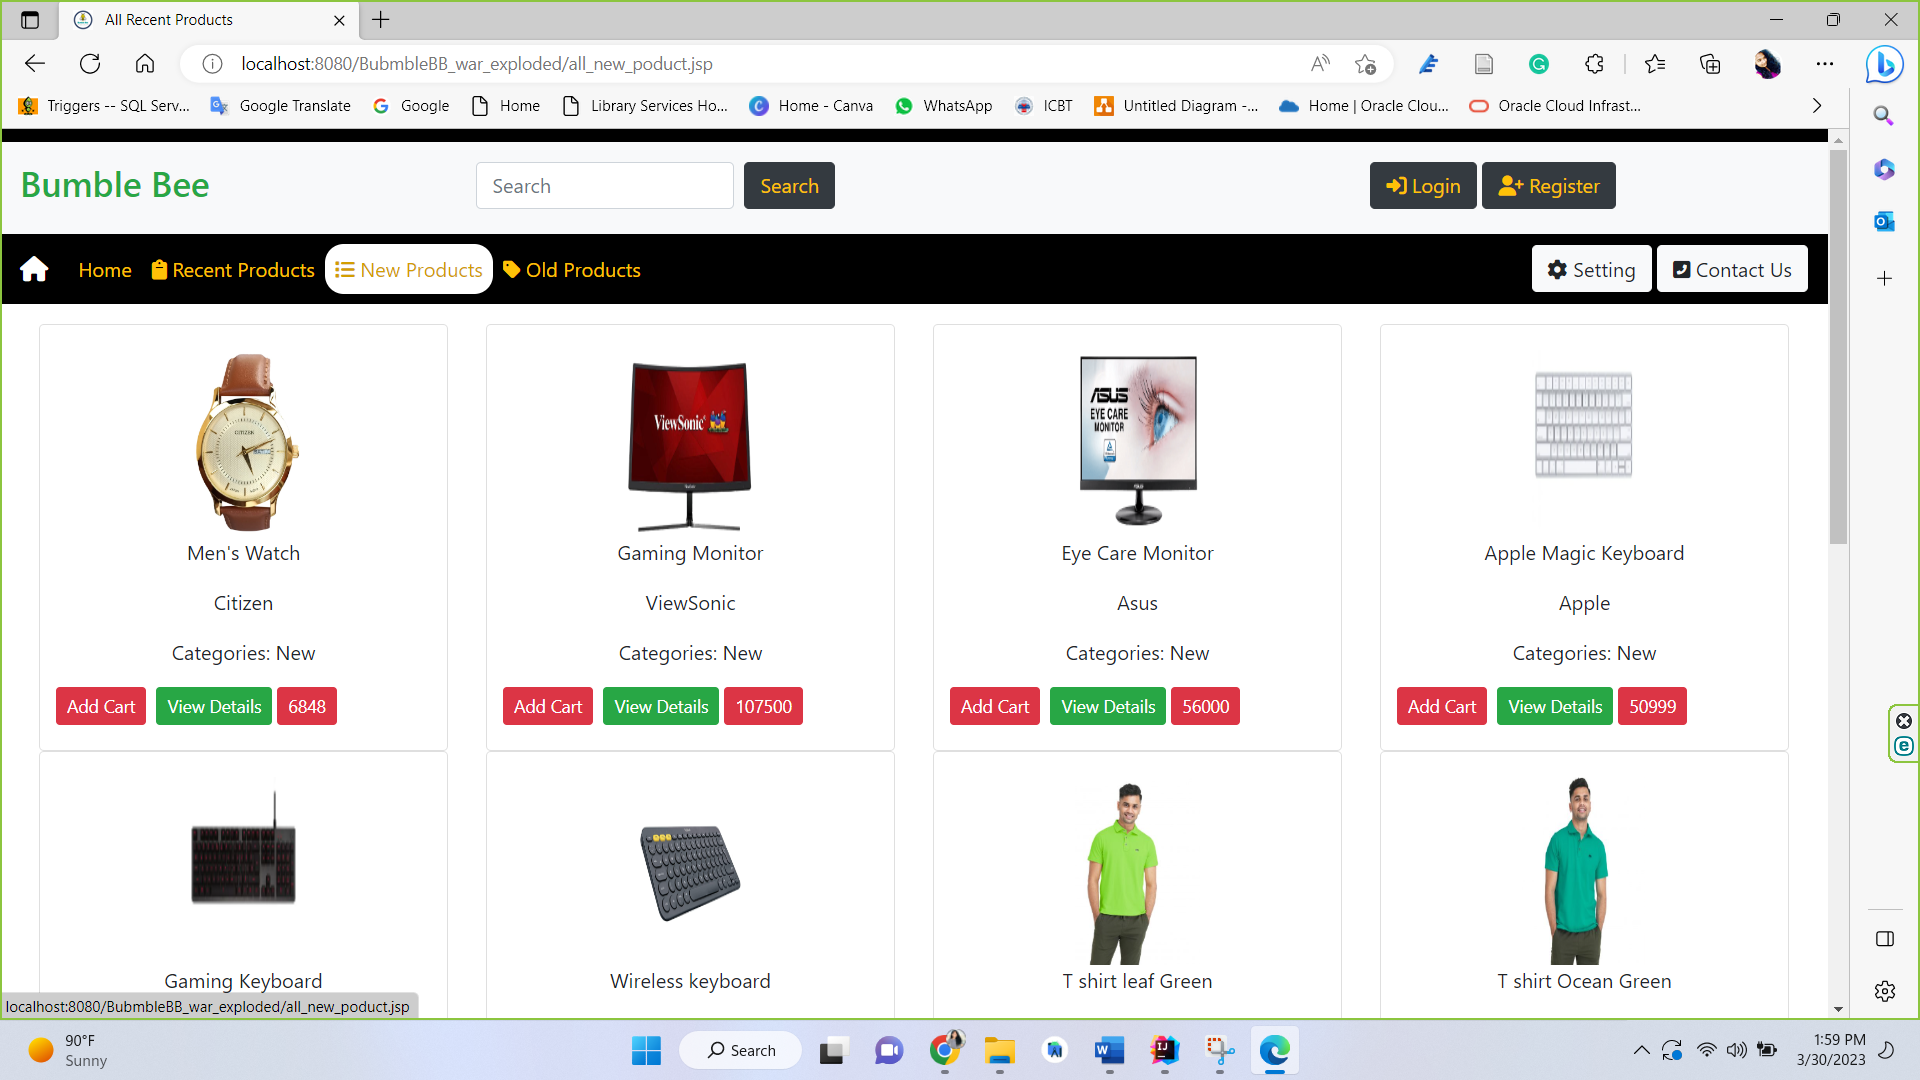 All Recent Products
localhost:8080/BubmbleBB_war_exploded/all_new_poduct.jsp
Triggers -- SQL Serv... Google Translate Google Home Library Services Ho... Home - Canva WhatsApp ICBT Untitled Diagram -... Home | Oracle Clou... Oracle Cloud Infrast...
Bumble Bee Search Search Login Register
Home Recent Products New Products Old Products Setting Contact Us
CITIZEN
ViewSonic
ASUS
EYE CARE
MONITOR
Men's Watch Gaming Monitor Eye Care Monitor Apple Magic Keyboard
Citizen ViewSonic Asus Apple
Categories: New Categories: New Categories: New Categories: New
Add Cart View Details 6848 Add Cart View Details 107500 Add Cart View Details 56000 Add Cart View Details 50999
Gaming Keyboard Wireless keyboard T shirt leaf Green T shirt Ocean Green
localhost:8080/BubmbleBB_war_exploded/all_new_poduct.jsp
90°F
Sunny
Search
1:59 PM
3/30/2023